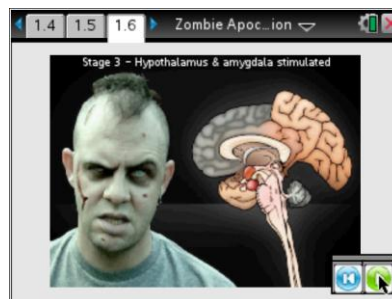 1.4 1.5 1.6 Zombie Apoc...ion
Stage 3 – Hypothalamus & amygdala stimulated